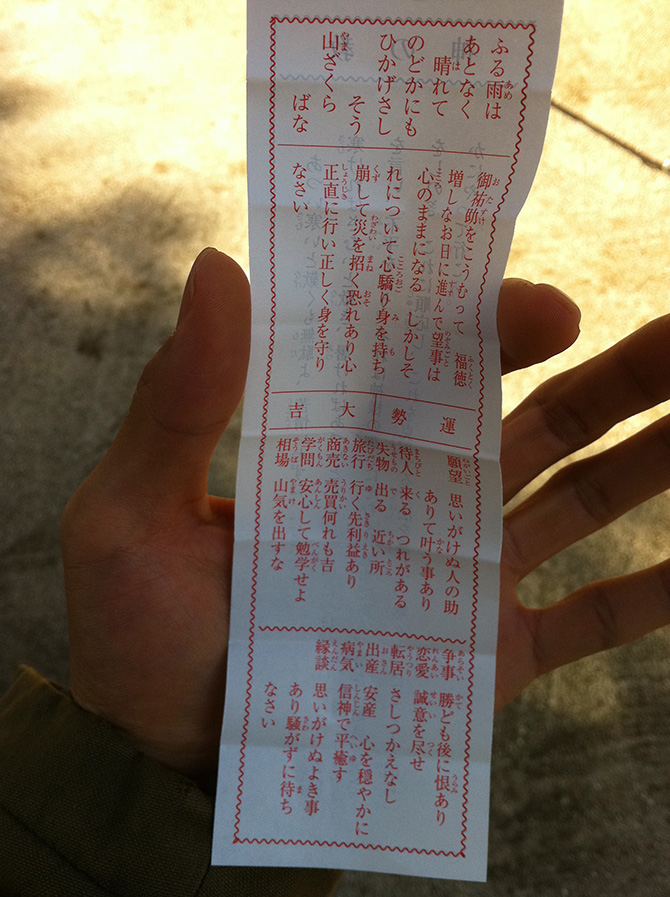 ふる雨は
あとなく
晴れて
のどかにも
ひかげさし
そう
山ざくら
ばな
御祐助をこうむって 福徳
増しなお日に進んで望事は
心のままになる しかしそ
れについて心驕り身を持ち
崩して災を招く恐れあり心
正直に行い正しく身を守り
なさい
運勢
大吉
願望 思いがけぬ人の助
ありて叶う事あり
待人 来る つれがある
失物 出る 近い所
旅行 行く先利益あり
商売 売買何れも吉
学問 安心して勉学せよ
相場 山気を出すな
争事 勝ども後に恨あり
恋愛 誠意を尽せ
転居 さしつかえなし
出産 安産 心を穏やかに
病気 信神で平癒す
縁談 思いがけぬよき事
あり騒がずに待ち
なさい